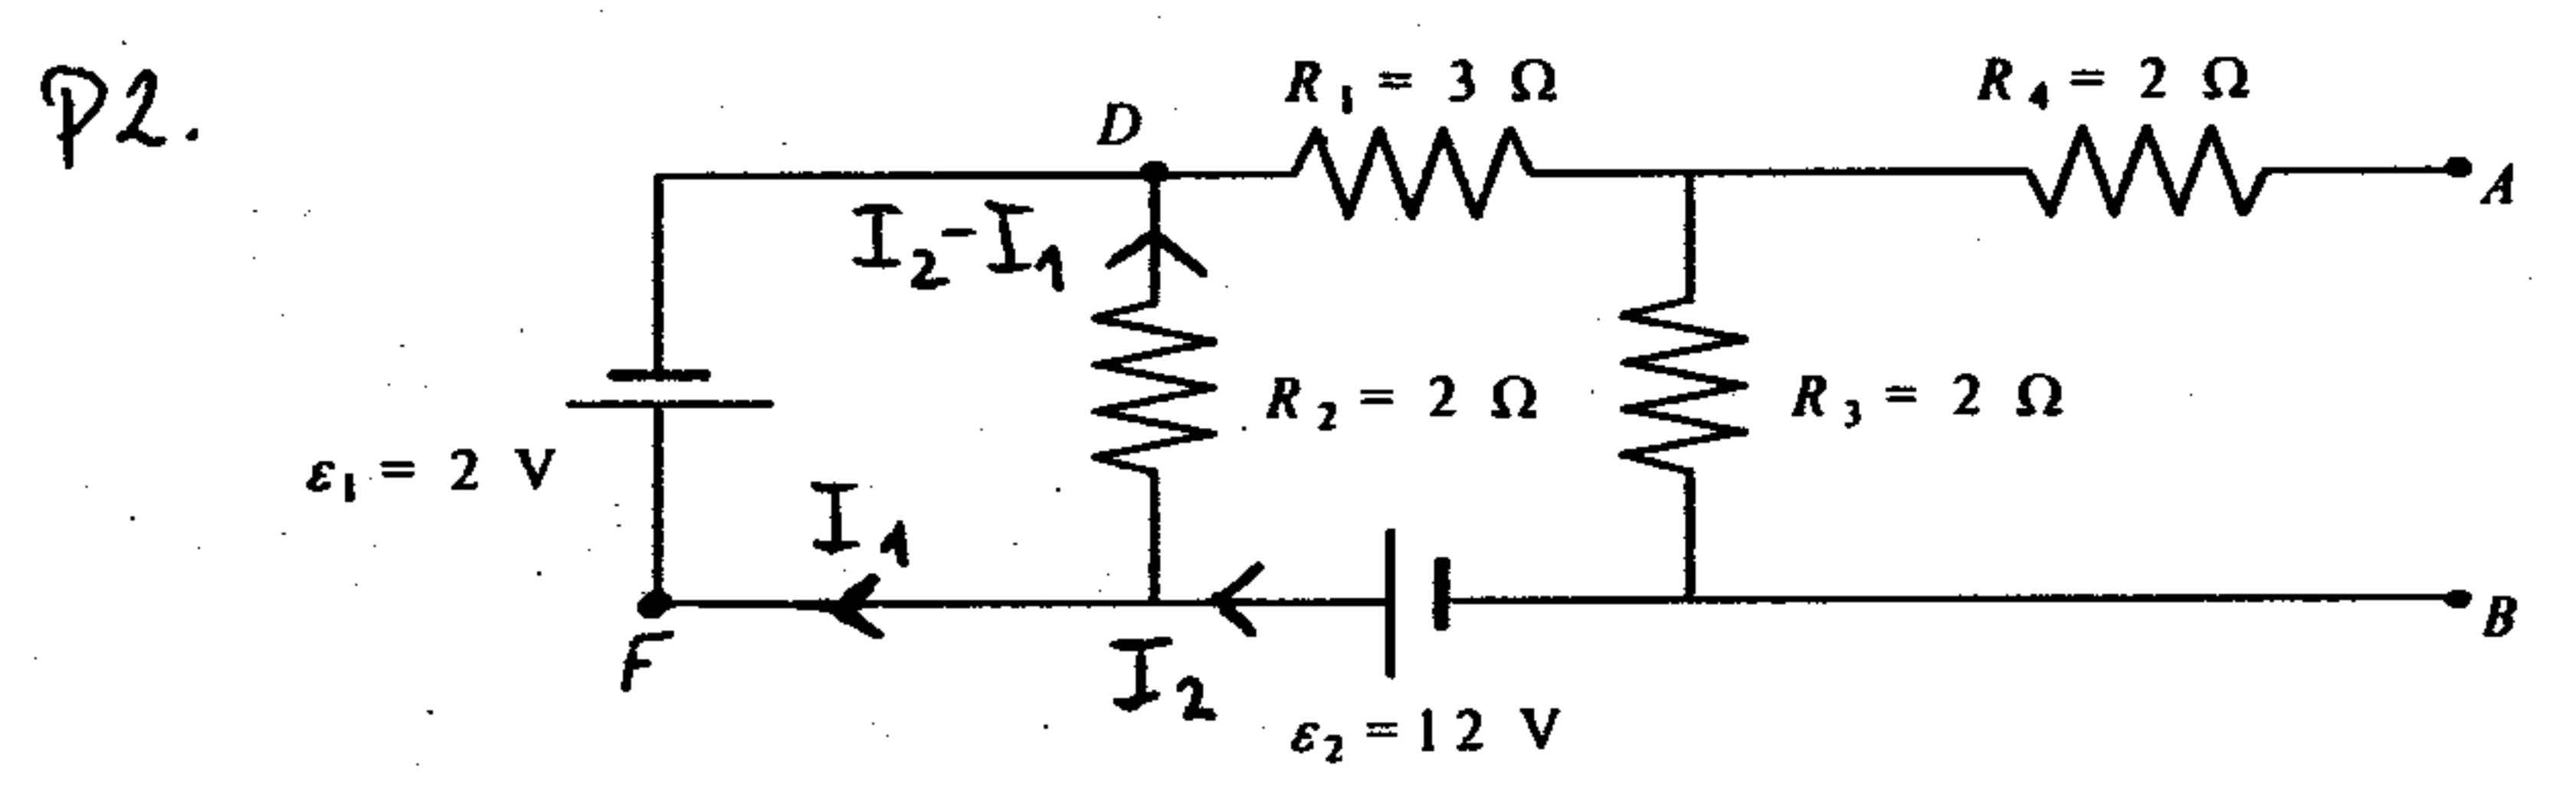 P2.
D
R₁ = 3 Ω
R₄ = 2 Ω
A
I₂-I₁
R₂ = 2 Ω
R₃ = 2 Ω
ε₁ = 2 V
I₁
F
I₂
ε₂ = 12 V
B